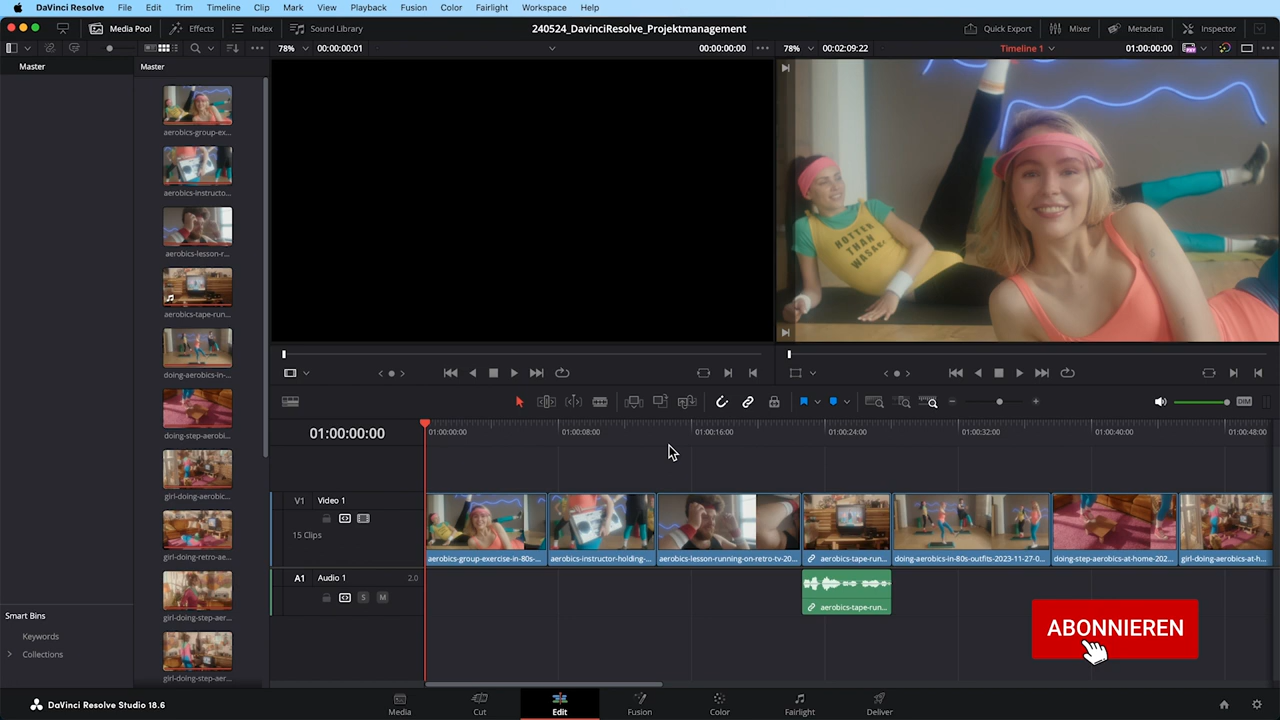 DaVinci Resolve File Edit Trim Timeline Clip Mark View Playback Fusion Color Fairlight Workspace Help
Media Pool Effects Index Sound Library 240524_DavinciResolve_Projektmanagement Quick Export Mixer Metadata Inspector
78% 00:00:00:01 00:00:00:00 78% 00:02:09:22 Timeline 1 01:00:00:00
Master Master
aerobics-group-ex...
aerobics-instructo...
aerobics-lesson-r...
aerobics-tape-run...
doing-aerobics-in-...
doing-step-aerobi...
girl-doing-aerobic...
girl-doing-retro-ae...
girl-doing-step-aer...
girl-doing-step-aer...
Smart Bins
Keywords
Collections
HOTTER
THAN
WASABI
DIM
01:00:00:00 01:00:00:00 01:00:08:00 01:00:16:00 01:00:24:00 01:00:32:00 01:00:40:00 01:00:48:00
V1 Video 1
15 Clips
aerobics-group-exercise-in-80s-... aerobics-instructor-holding-... aerobics-lesson-running-on-retro-tv-20... aerobics-tape-run... doing-aerobics-in-80s-outfits-2023-11-27-0... doing-step-aerobics-at-home-202... girl-doing-aerobics-at-h...
A1 Audio 1 2.0
S M
aerobics-tape-run...
ABONNIEREN
DaVinci Resolve Studio 18.6
Media Cut Edit Fusion Color Fairlight Deliver